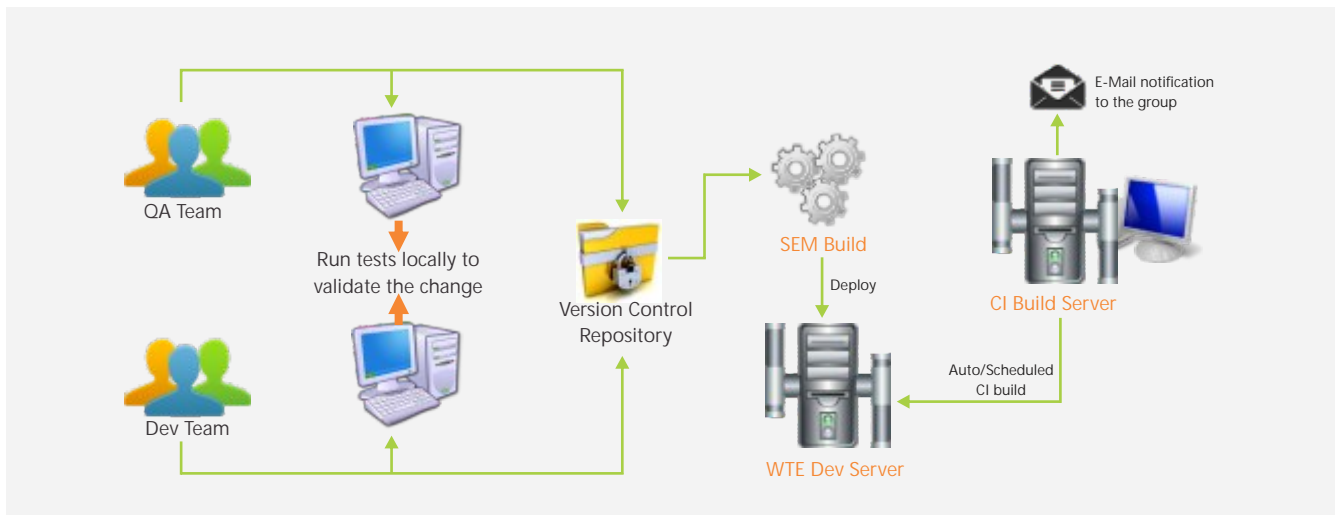 QA Team
Run tests locally to
validate the change
Dev Team
Version Control
Repository
SEM Build
Deploy
WTE Dev Server
E-Mail notification
to the group
CI Build Server
Auto/Scheduled
CI build